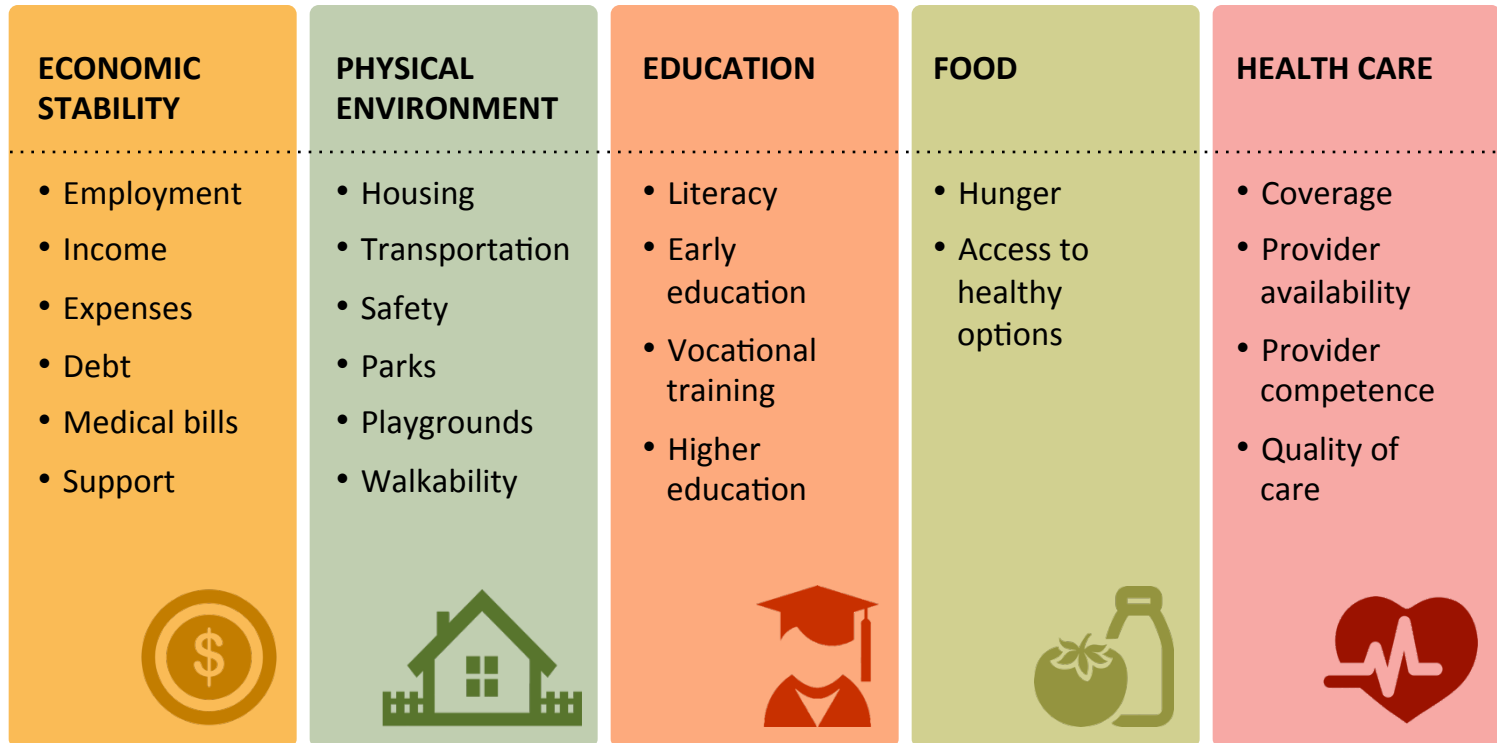 ECONOMIC
STABILITY
• Employment
• Income
• Expenses
• Debt
• Medical bills
• Support
$
PHYSICAL
ENVIRONMENT
• Housing
• Transportation
• Safety
• Parks
• Playgrounds
• Walkability
EDUCATION
• Literacy
• Early
education
• Vocational
training
• Higher
education
FOOD
• Hunger
• Access to
healthy
options
HEALTH CARE
• Coverage
• Provider
availability
• Provider
competence
• Quality of
care